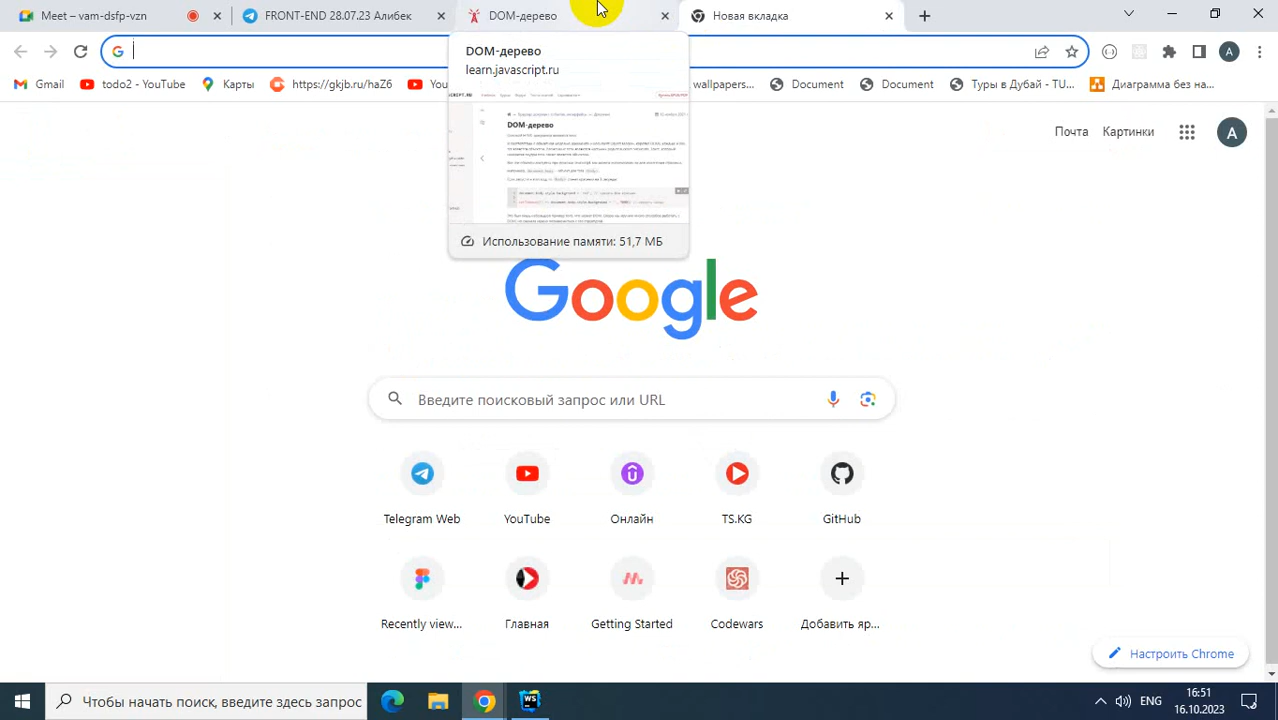 Meet – vam-dsfp-vzn
FRONT-END 28.07.23 Алибек
DOM-дерево
Новая вкладка
G
DOM-дерево
learn.javascript.ru
A
Gmail
todo2 - YouTube
Карты
https://gkjb.ru/haZ6
You
wallpapers...
Document
Document
Туры в Дубай - TU...
Диаграмма без на...
DOM-дерево
Использование памяти: 51,7 МБ
Почта
Картинки
A
Google
Введите поисковый запрос или URL
Telegram Web
YouTube
Онлайн
TS.KG
GitHub
Recently view...
Главная
Getting Started
Codewars
Добавить яр...
Настроить Chrome
Чтобы начать поиск, введите здесь запрос
WS
ENG
16:51
16.10.2023